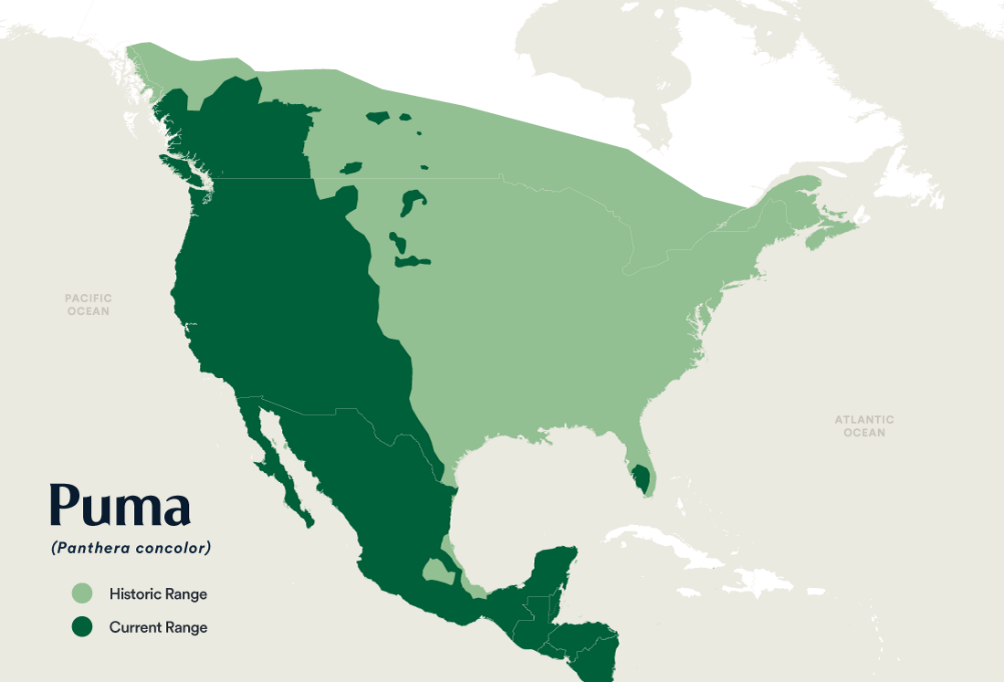 PACIFIC
OCEAN
ATLANTIC
OCEAN
Puma
(Panthera concolor)
Historic Range
Current Range